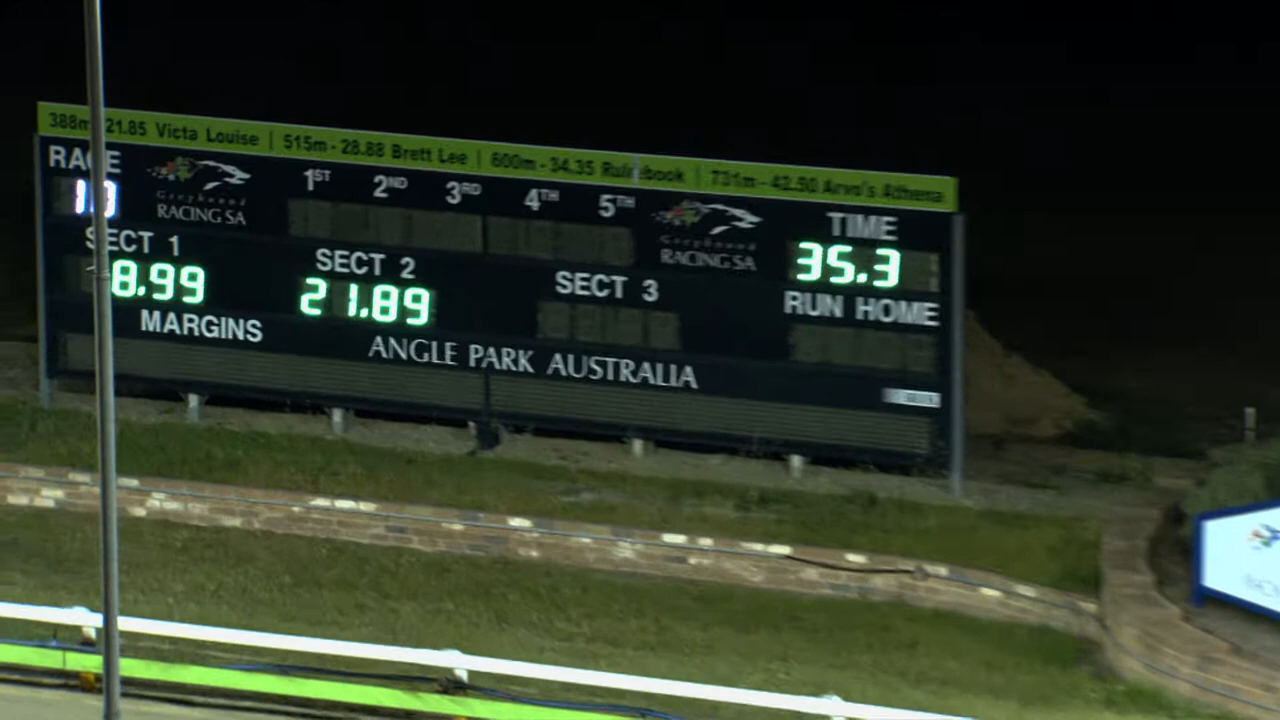 388m 21.85 Victa Louise | 515m - 28.88 Brett Lee | 600m - 34.35 | 731m - 42.50 Arvo's Athena
RACE
Greyhound
RACING SA
1ST 2ND 3RD 4TH 5TH
Greyhound
RACING SA
TIME
35.3
SECT 1
8.99
SECT 2
21.89
SECT 3
RUN HOME
MARGINS
ANGLE PARK AUSTRALIA